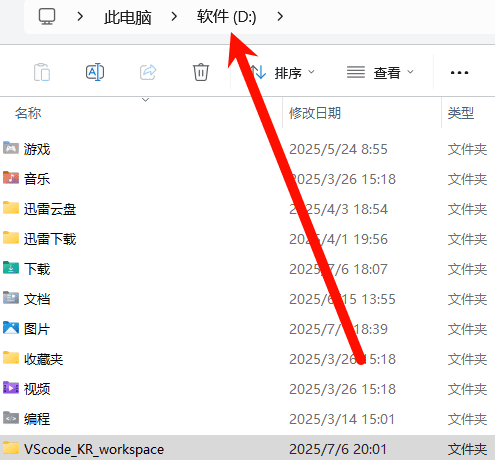 此电脑 软件 (D:)
排序 查看
名称 修改日期 类型
游戏 2025/5/24 8:55 文件夹
音乐 2025/3/26 15:18 文件夹
迅雷云盘 2025/4/3 18:54 文件夹
迅雷下载 2025/4/1 19:56 文件夹
下载 2025/7/6 18:07 文件夹
文档 15 13:55 文件夹
图片 18:39 文件夹
收藏夹 2025/3/26 15:18 文件夹
视频 2025/3/26 15:18 文件夹
编程 2025/3/14 15:01 文件夹
VScode_KR_workspace 2025/7/6 20:01 文件夹